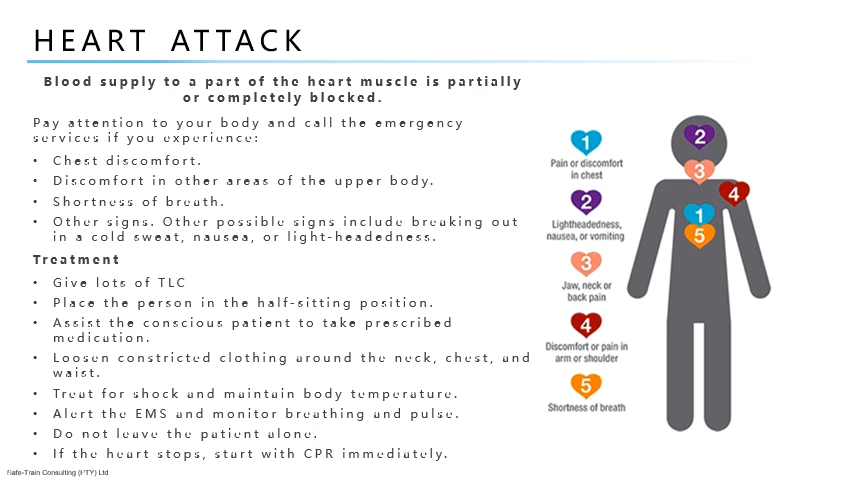 HEART ATTACK
Blood supply to a part of the heart muscle is partially
or completely blocked.
Pay attention to your body and call the emergency
services if you experience:
• Chest discomfort.
• Discomfort in other areas of the upper body.
• Shortness of breath.
• Other signs. Other possible signs include breaking out
in a cold sweat, nausea, or light-headedness.
Treatment
• Give lots of TLC
• Place the person in the half-sitting position.
• Assist the conscious patient to take prescribed
medication.
• Loosen constricted clothing around the neck, chest, and
waist.
• Treat for shock and maintain body temperature.
• Alert the EMS and monitor breathing and pulse.
• Do not leave the patient alone.
• If the heart stops, start with CPR immediately.
1
Pain or discomfort
in chest
2
Lightheadedness,
nausea, or vomiting
3
Jaw, neck or
back pain
4
Discomfort or pain in
arm or shoulder
5
Shortness of breath
2
3
4
1
5
Safe-Train Consulting (PTY) Ltd